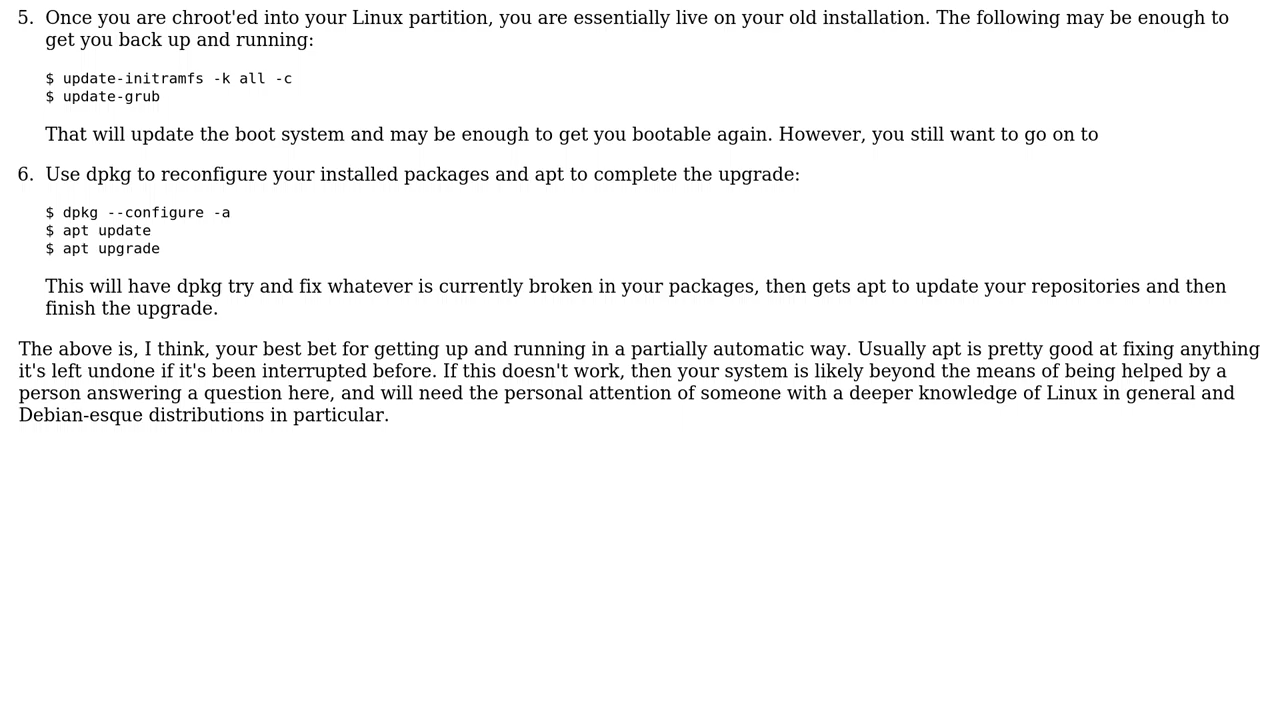 5. Once you are chroot'ed into your Linux partition, you are essentially live on your old installation. The following may be enough to
get you back up and running:
$ update-initramfs -k all -c
$ update-grub
That will update the boot system and may be enough to get you bootable again. However, you still want to go on to
6. Use dpkg to reconfigure your installed packages and apt to complete the upgrade:
$ dpkg --configure -a
$ apt update
$ apt upgrade
This will have dpkg try and fix whatever is currently broken in your packages, then gets apt to update your repositories and then
finish the upgrade.
The above is, I think, your best bet for getting up and running in a partially automatic way. Usually apt is pretty good at fixing anything
it's left undone if it's been interrupted before. If this doesn't work, then your system is likely beyond the means of being helped by a
person answering a question here, and will need the personal attention of someone with a deeper knowledge of Linux in general and
Debian-esque distributions in particular.